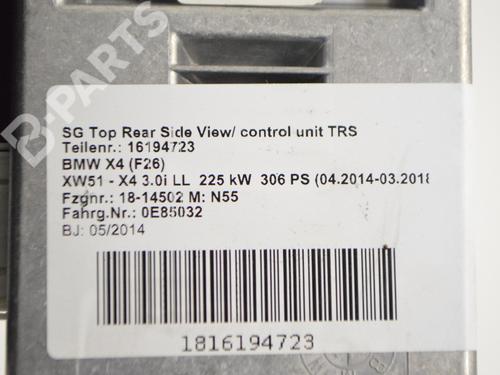 B-PARTS
SG Top Rear Side View/ control unit TRS
Teilenr.: 16194723
BMW X4 (F26)
XW51 - X4 3.0i LL 225 kW 306 PS (04.2014-03.2018
Fzgnr.: 18-14502 M: N55
Fahrg.Nr.: 0E85032
BJ: 05/2014
1816194723